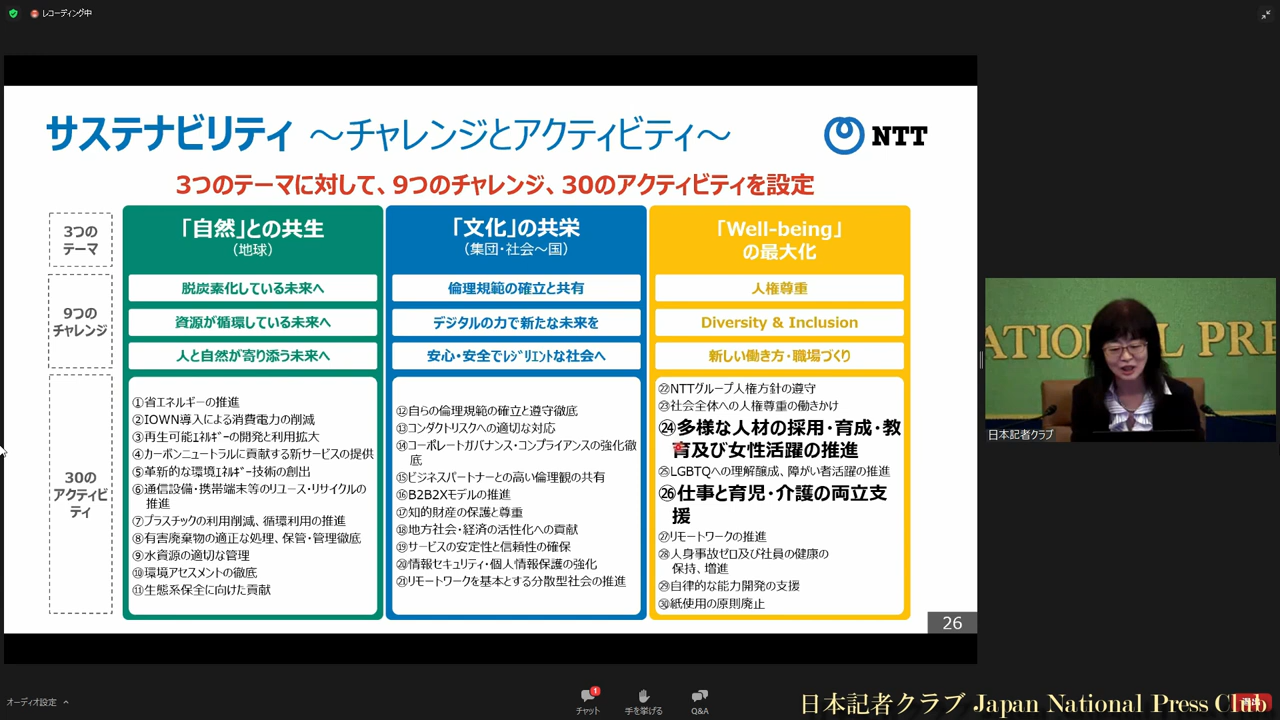 レコーディング中
サステナビリティ ～チャレンジとアクティビティ～
NTT
3つのテーマに対して、9つのチャレンジ、30のアクティビティを設定
3つの
テーマ
「自然」との共生
（地球）
「文化」の共栄
（集団・社会～国）
「Well-being」
の最大化
9つの
チャレンジ
脱炭素化している未来へ
資源が循環している未来へ
人と自然が寄り添う未来へ
倫理規範の確立と共有
デジタルの力で新たな未来を
安心・安全でﾚｼﾞﾘｴﾝﾄな社会へ
人権尊重
Diversity & Inclusion
新しい働き方・職場づくり
30の
アクティビ
ティ
①省エネルギーの推進
②IOWN導入による消費電力の削減
③再生可能ｴﾈﾙｷﾞｰの開発と利用拡大
④カーボンニュートラルに貢献する新サービスの提供
⑤革新的な環境ｴﾈﾙｷﾞｰ技術の創出
⑥通信設備・携帯端末等のリユース・リサイクルの
推進
⑦プラスチックの利用削減、循環利用の推進
⑧有害廃棄物の適正な処理、保管・管理徹底
⑨水資源の適切な管理
⑩環境アセスメントの徹底
⑪生態系保全に向けた貢献
⑫自らの倫理規範の確立と遵守徹底
⑬コンダクトリスクへの適切な対応
⑭コーポレートガバナンス・コンプライアンスの強化徹
底
⑮ビジネスパートナーとの高い倫理観の共有
⑯B2B2Xモデルの推進
⑰知的財産の保護と尊重
⑱地方社会・経済の活性化への貢献
⑲サービスの安定性と信頼性の確保
⑳情報セキュリティ・個人情報保護の強化
㉑リモートワークを基本とする分散型社会の推進
㉒NTTグループ人権方針の遵守
㉓社会全体への人権尊重の働きかけ
㉔多様な人材の採用・育成・教
育及び女性活躍の推進
㉕LGBTQへの理解醸成、障がい者活躍の推進
㉖仕事と育児・介護の両立支
援
㉗リモートワークの推進
㉘人身事故ゼロ及び社員の健康の
保持、増進
㉙自律的な能力開発の支援
㉚紙使用の原則廃止
26
NATIONAL PRE
日本記者クラブ
オーディオ設定
1
チャット
手を挙げる
Q&A
日本記者クラブ Japan National Press Club